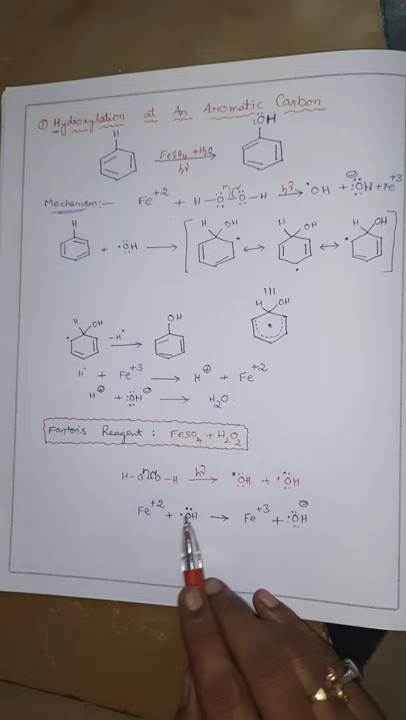 ① Hydroxylation at An Aromatic Carbon
H
:ÖH
FeSO4 + H2O2
hν
Mechanism:- Fe+2 + H-O-O-H hν → •OH + :ÖH⊖ + Fe+3
H
+ •ÖH → [ H OH • ↔ H OH • ↔ H OH • ]
H OH
H OH • -H• → OH
H• + Fe+3 → H⊕ + Fe+2
H⊕ + :ÖH⊖ → H2O.
Fanton's Reagent : FeSO4 + H2O2
H-O-O-H hν → •ÖH + •ÖH
Fe+2 + •ÖH → Fe+3 + :ÖH⊖